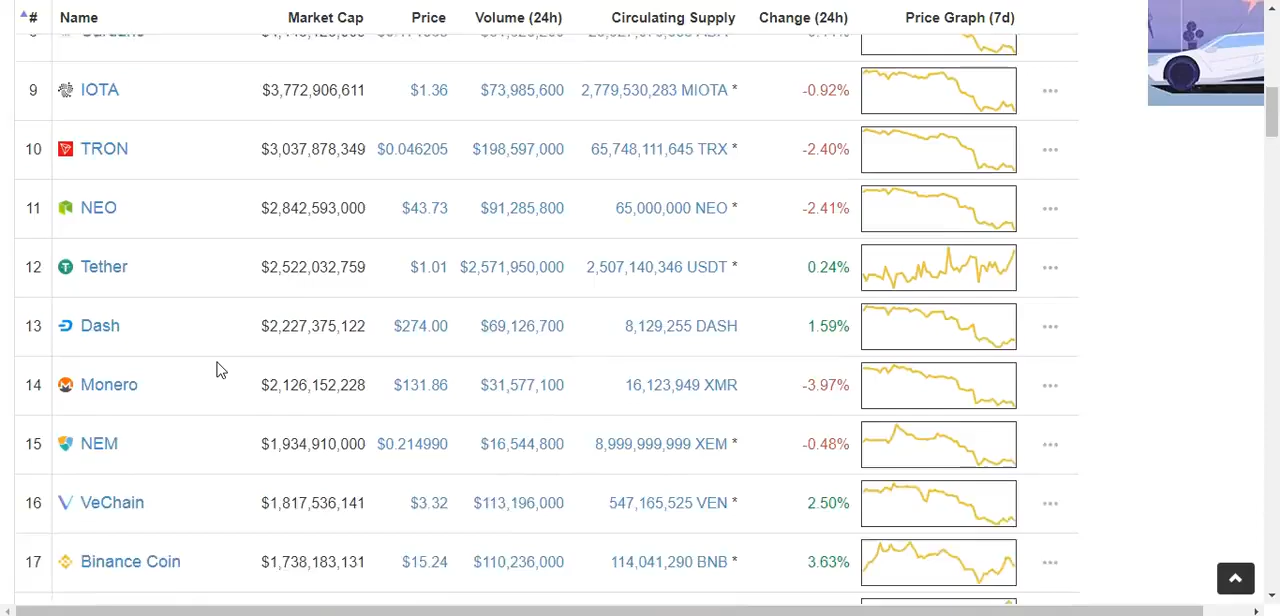 # Name Market Cap Price Volume (24h) Circulating Supply Change (24h) Price Graph (7d)
9 IOTA $3,772,906,611 $1.36 $73,985,600 2,779,530,283 MIOTA * -0.92%
10 TRON $3,037,878,349 $0.046205 $198,597,000 65,748,111,645 TRX * -2.40%
11 NEO $2,842,593,000 $43.73 $91,285,800 65,000,000 NEO * -2.41%
12 Tether $2,522,032,759 $1.01 $2,571,950,000 2,507,140,346 USDT * 0.24%
13 Dash $2,227,375,122 $274.00 $69,126,700 8,129,255 DASH 1.59%
14 Monero $2,126,152,228 $131.86 $31,577,100 16,123,949 XMR -3.97%
15 NEM $1,934,910,000 $0.214990 $16,544,800 8,999,999,999 XEM * -0.48%
16 VeChain $1,817,536,141 $3.32 $113,196,000 547,165,525 VEN * 2.50%
17 Binance Coin $1,738,183,131 $15.24 $110,236,000 114,041,290 BNB * 3.63%